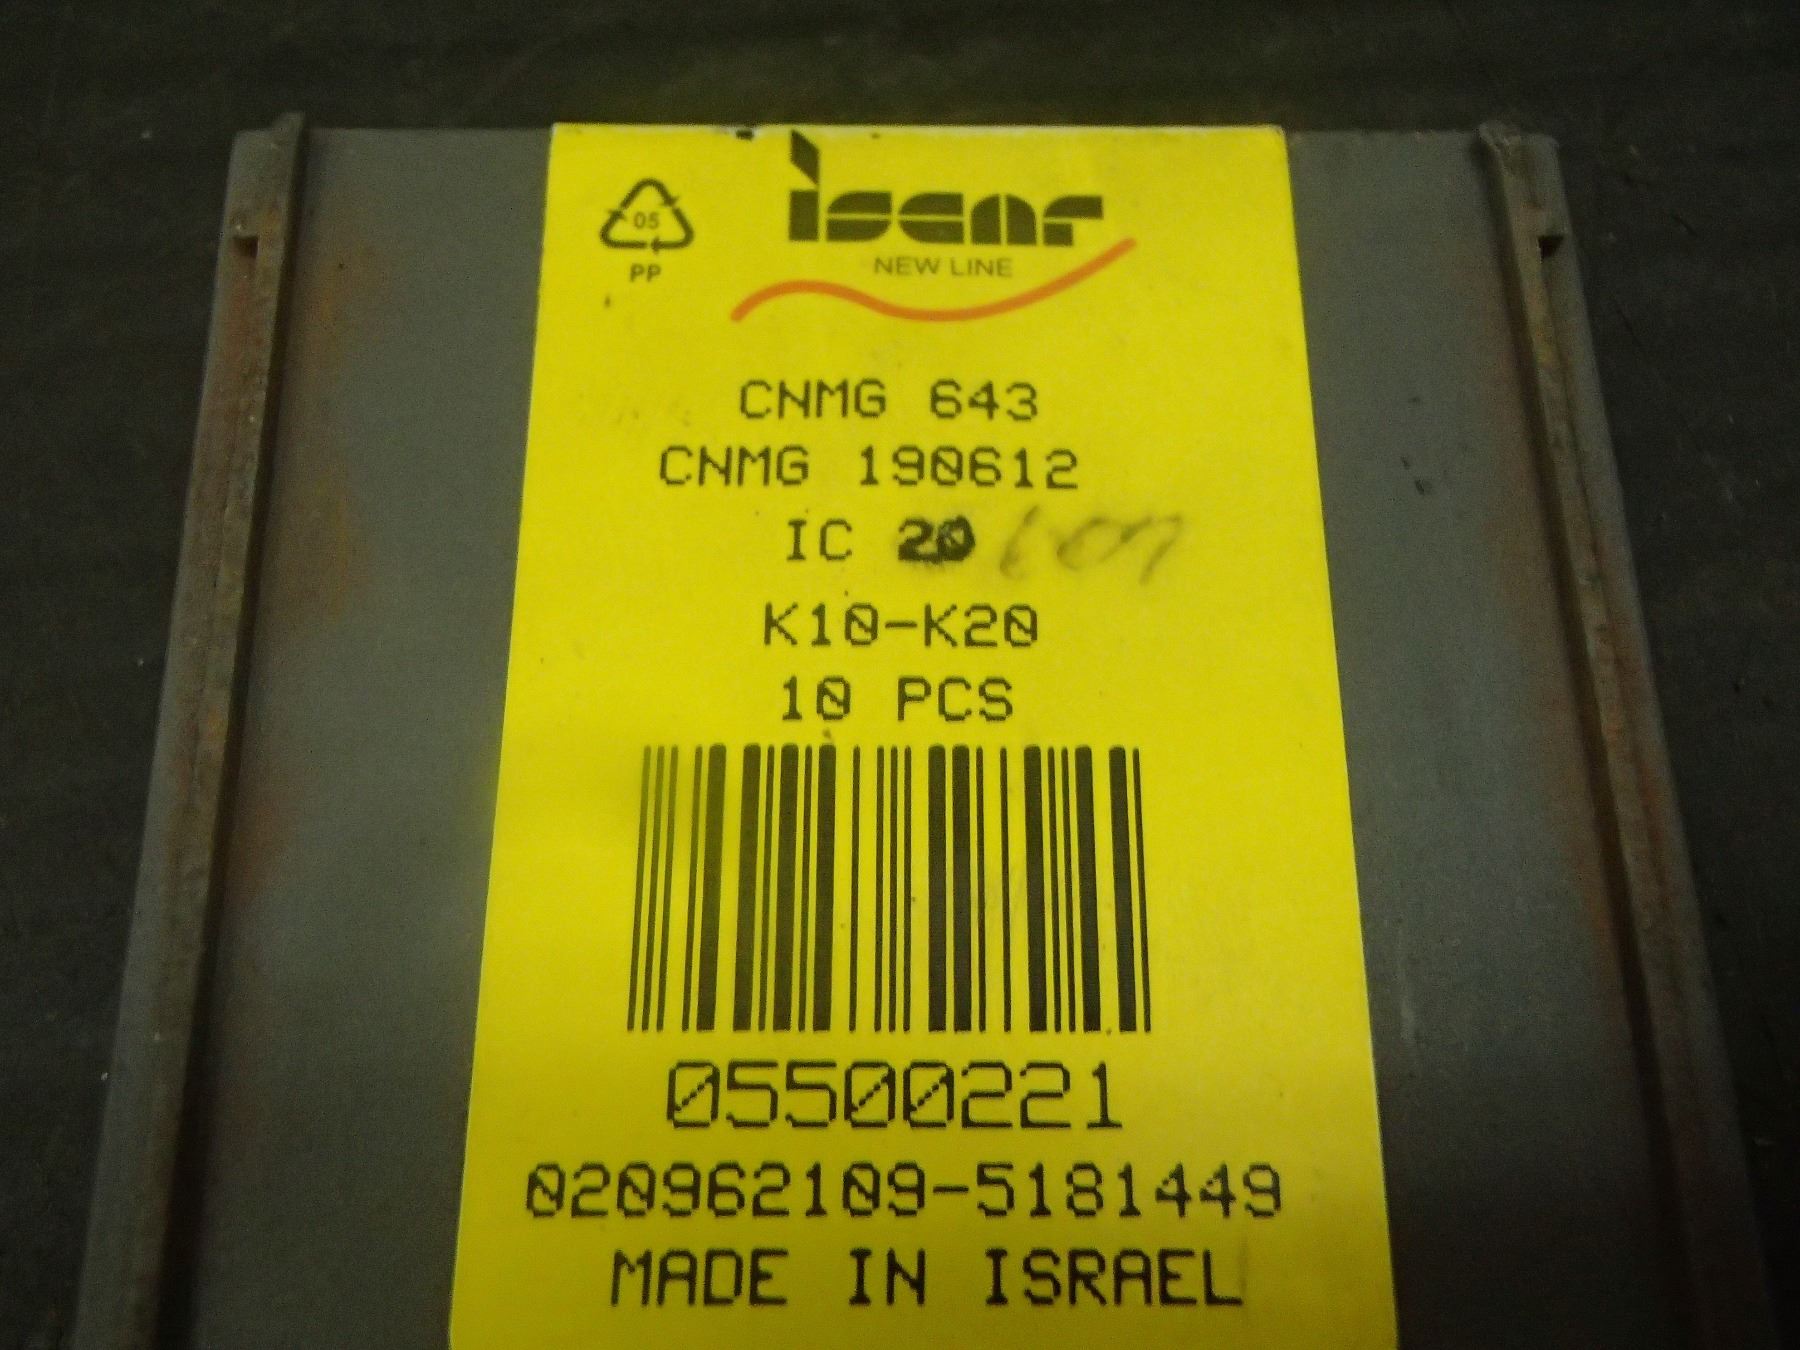 05
PP
iscar
NEW LINE
CNMG 643
CNMG 190612
IC 20
K10-K20
10 PCS
05500221
020962109-5181449
MADE IN ISRAEL